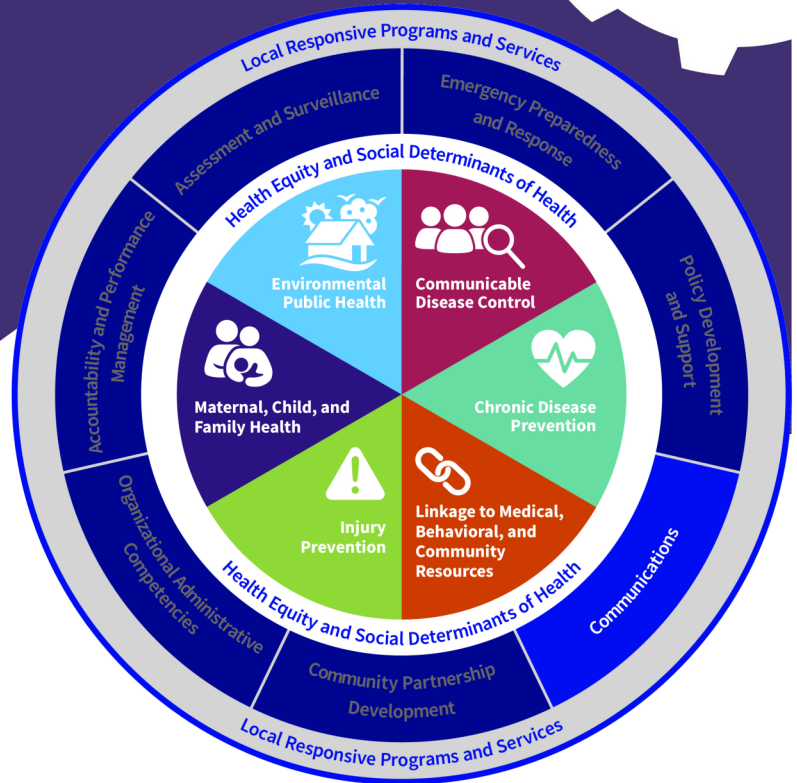 Local Responsive Programs and Services
Assessment and Surveillance
Emergency Preparedness
and Response
Health Equity and Social Determinants of Health
Accountability and Performance
Management
Policy Development
and Support
Environmental
Public Health
Communicable
Disease Control
Maternal, Child, and
Family Health
Chronic Disease
Prevention
Injury
Prevention
Linkage to Medical,
Behavioral, and
Community
Resources
Organizational Administrative
Competencies
Communications
Health Equity and Social Determinants of Health
Community Partnership
Development
Local Responsive Programs and Services